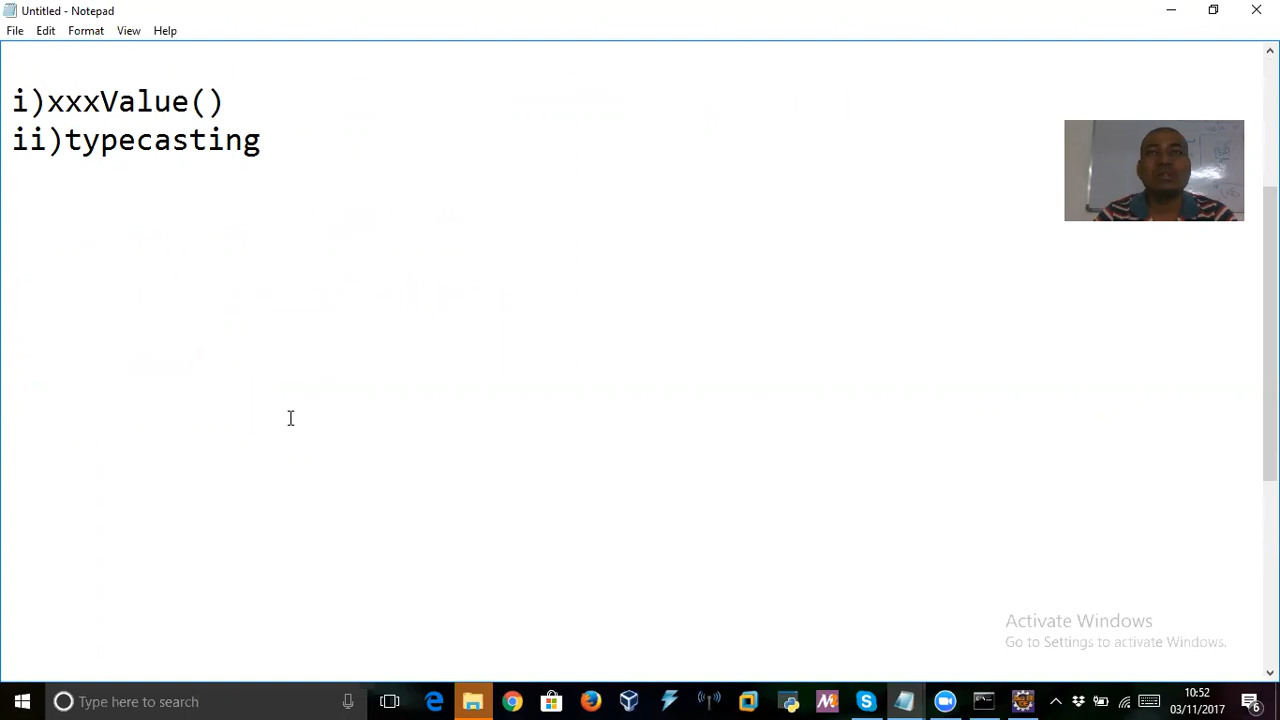 Untitled - Notepad
File Edit Format View Help
i)xxxValue()
ii)typecasting
Activate Windows
Go to Settings to activate Windows.
Type here to search
10:52
03/11/2017
6